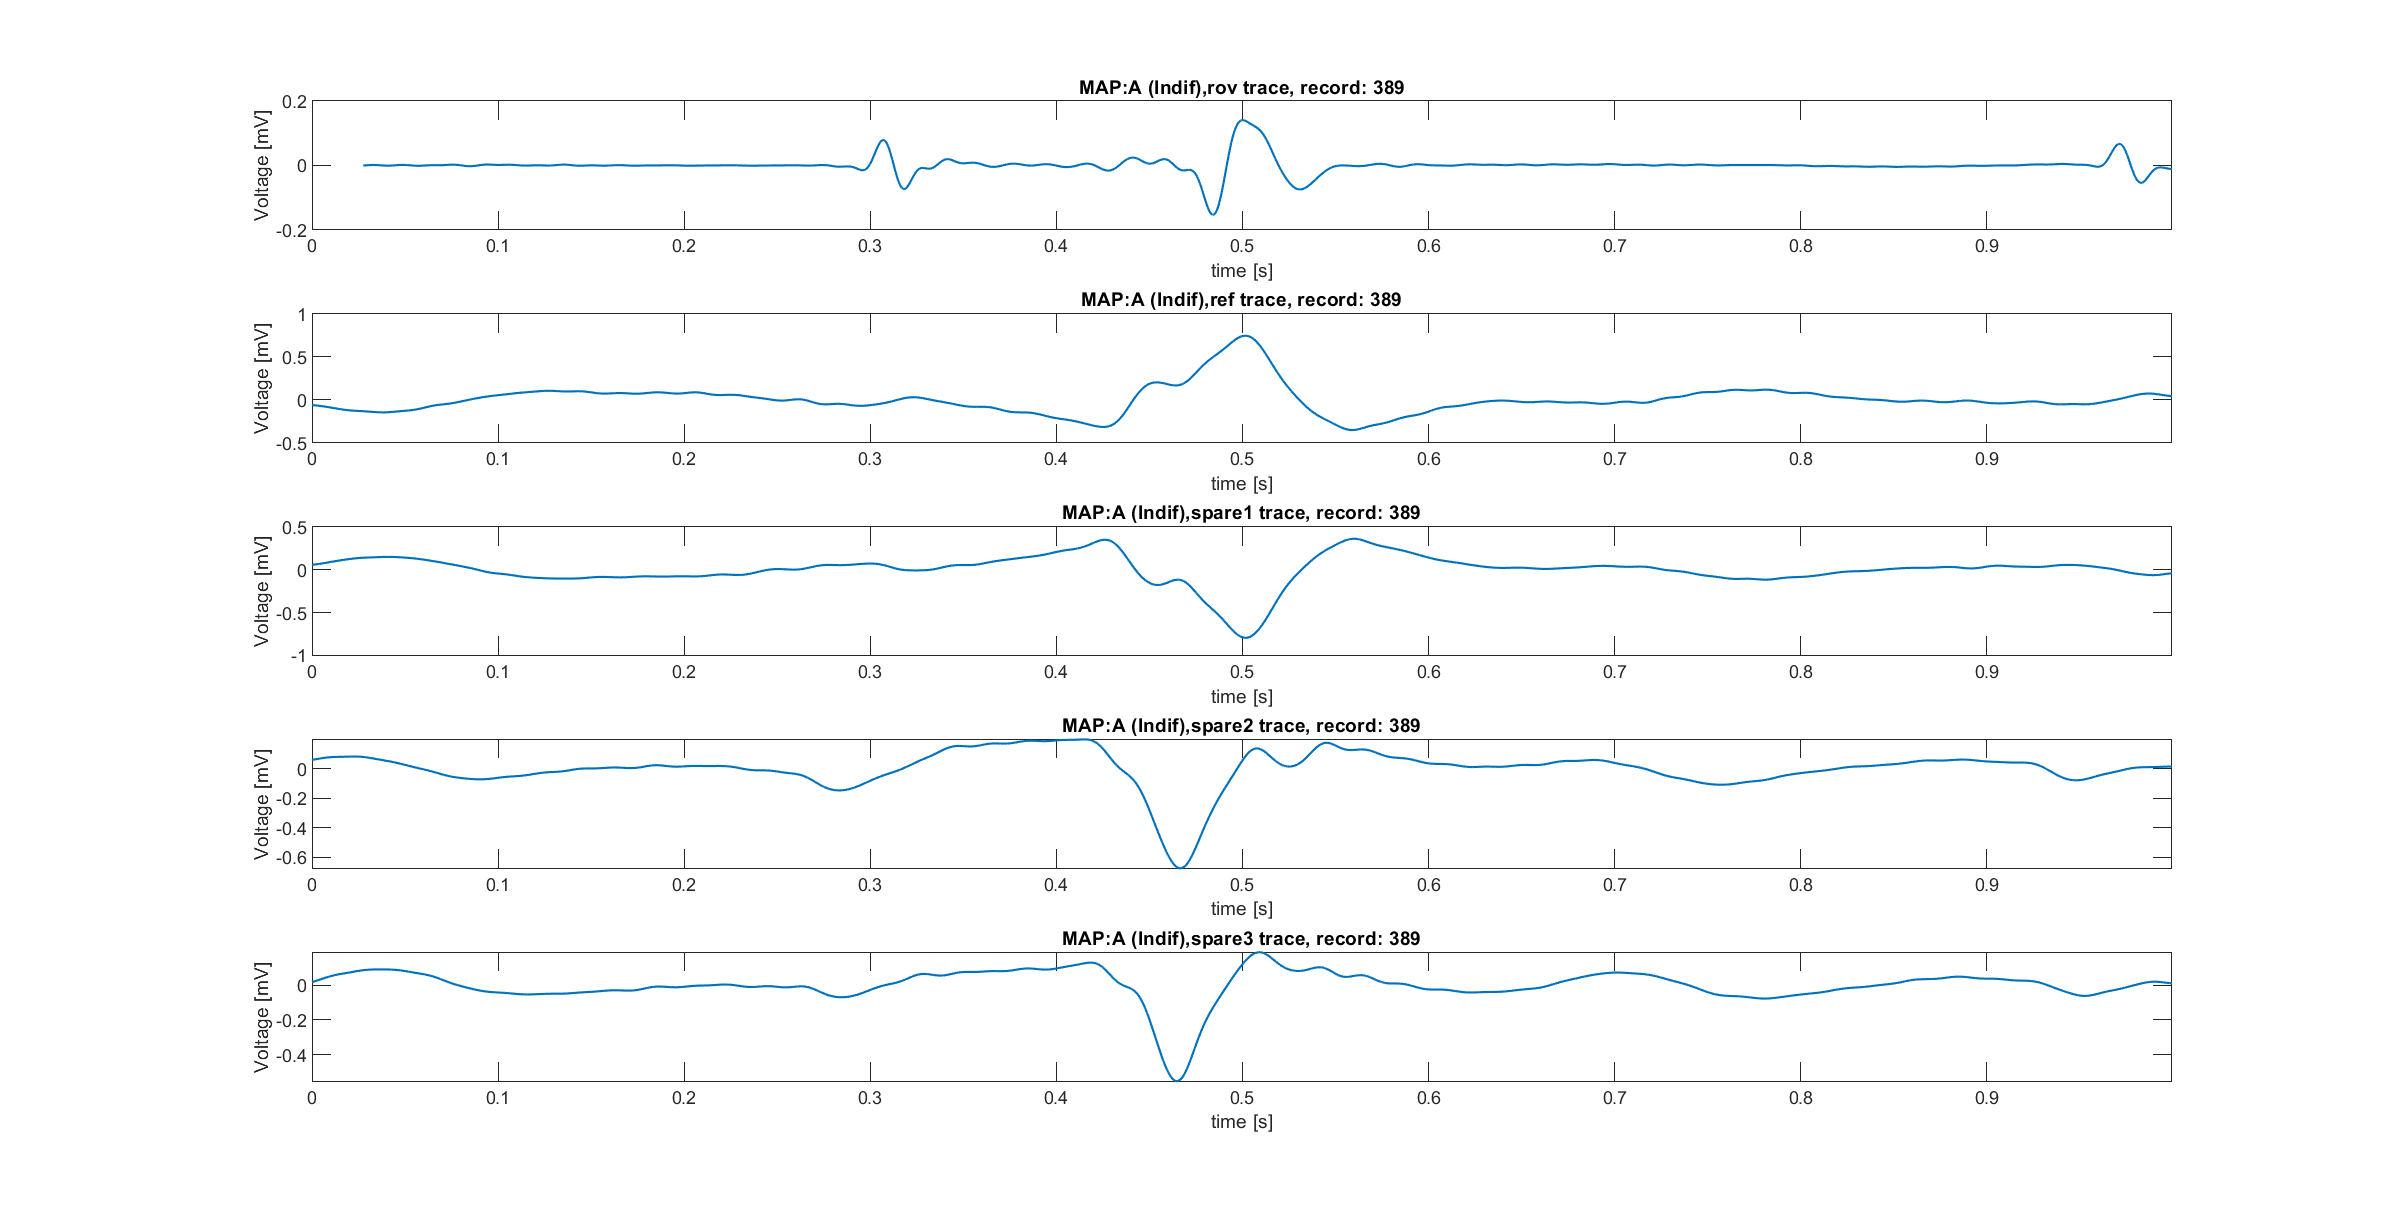 MAP:A (Indif),rov trace, record: 389
Voltage [mV]
0.2
0
-0.2
0 0.1 0.2 0.3 0.4 0.5 0.6 0.7 0.8 0.9
time [s]
MAP:A (Indif),ref trace, record: 389
Voltage [mV]
1
0.5
0
-0.5
0 0.1 0.2 0.3 0.4 0.5 0.6 0.7 0.8 0.9
time [s]
MAP:A (Indif),spare1 trace, record: 389
Voltage [mV]
0.5
0
-0.5
-1
0 0.1 0.2 0.3 0.4 0.5 0.6 0.7 0.8 0.9
time [s]
MAP:A (Indif),spare2 trace, record: 389
Voltage [mV]
0
-0.2
-0.4
-0.6
0 0.1 0.2 0.3 0.4 0.5 0.6 0.7 0.8 0.9
time [s]
MAP:A (Indif),spare3 trace, record: 389
Voltage [mV]
0
-0.2
-0.4
0 0.1 0.2 0.3 0.4 0.5 0.6 0.7 0.8 0.9
time [s]